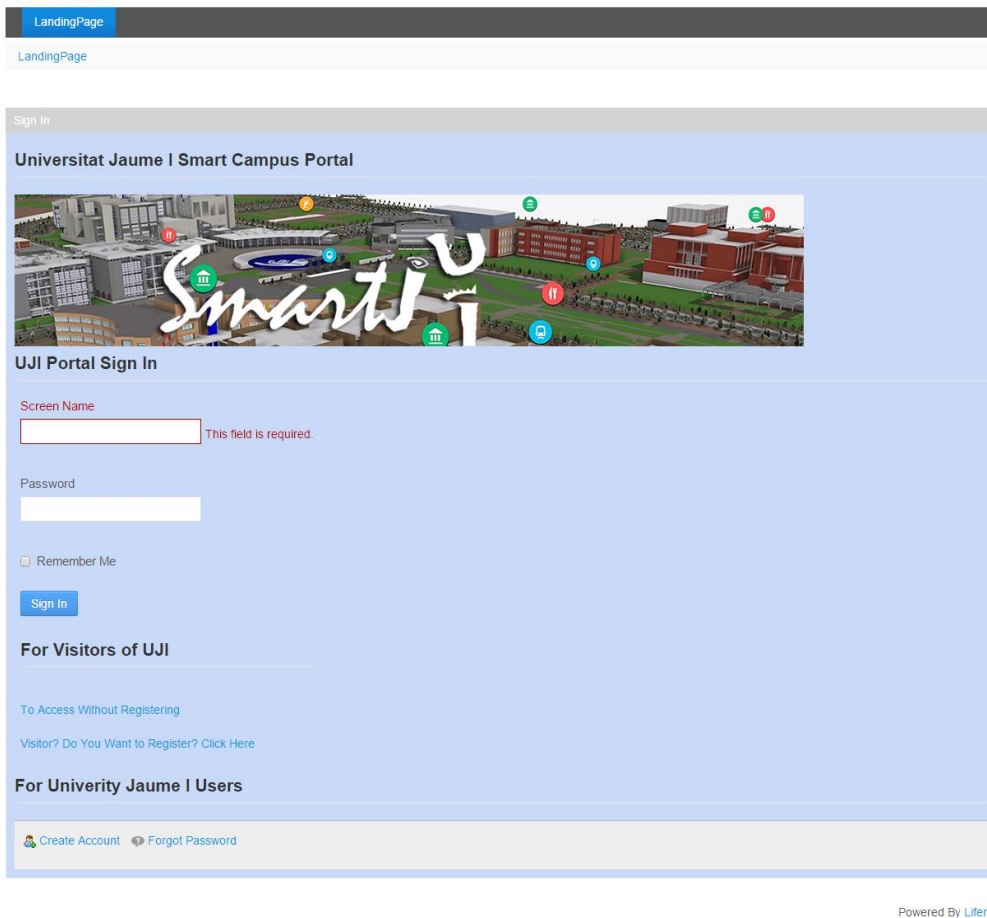 LandingPage
LandingPage
Sign In
Universitat Jaume I Smart Campus Portal
SmartUJI
UJI Portal Sign In
Screen Name
This field is required.
Password
Remember Me
Sign In
For Visitors of UJI
To Access Without Registering
Visitor? Do You Want to Register? Click Here
For Univerity Jaume I Users
Create Account Forgot Password
Powered By Lifer